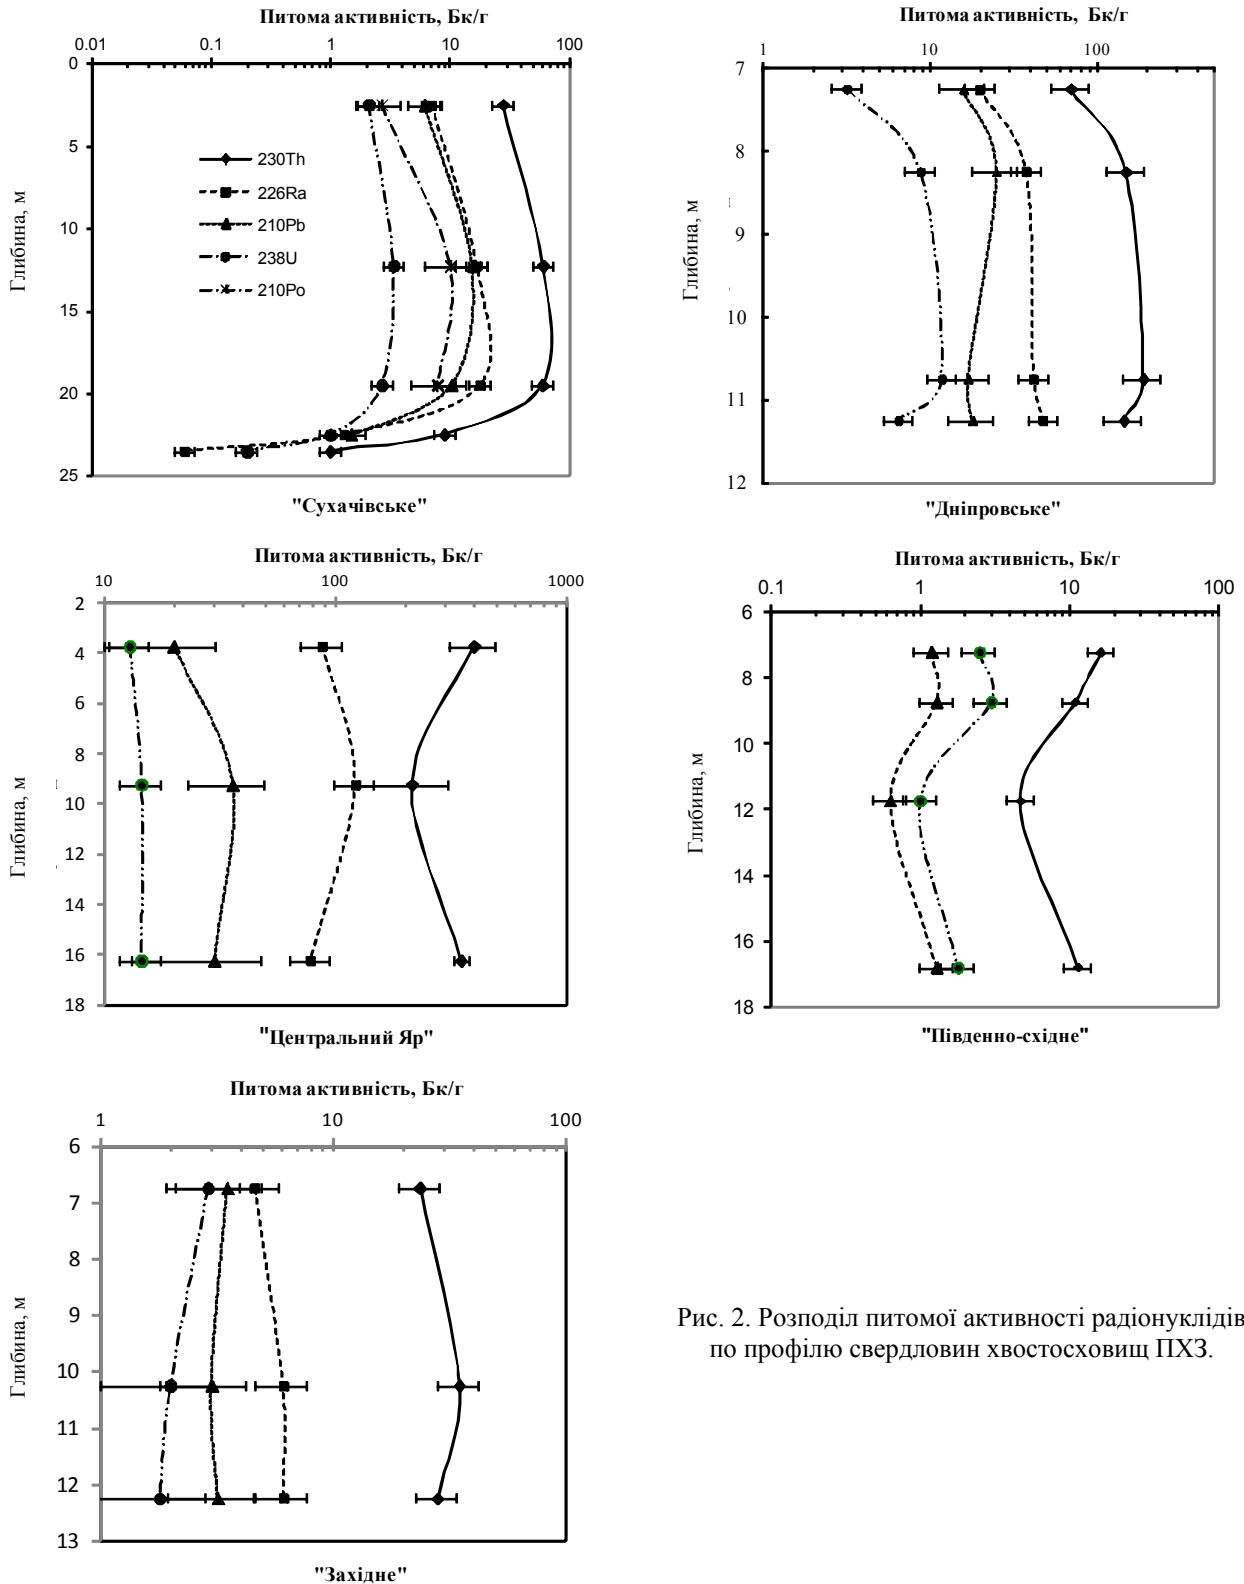 Питома активність, Бк/г
0.01 0.1 1 10 100
0
5
10
15
20
25
Глибина, м
230Th
226Ra
210Pb
238U
210Po
"Сухачівське"
Питома активність, Бк/г
1 10 100
7
8
9
10
11
12
Глибина, м
"Дніпровське"
Питома активність, Бк/г
10 100 1000
2
4
6
8
10
12
14
16
18
Глибина, м
"Центральний Яр"
Питома активність, Бк/г
0.1 1 10 100
6
8
10
12
14
16
18
Глибина, м
"Південно-східне"
Питома активність, Бк/г
1 10 100
6
7
8
9
10
11
12
13
Глибина, м
"Західне"
Рис. 2. Розподіл питомої активності радіонуклідів
по профілю свердловин хвостосховищ ПХЗ.